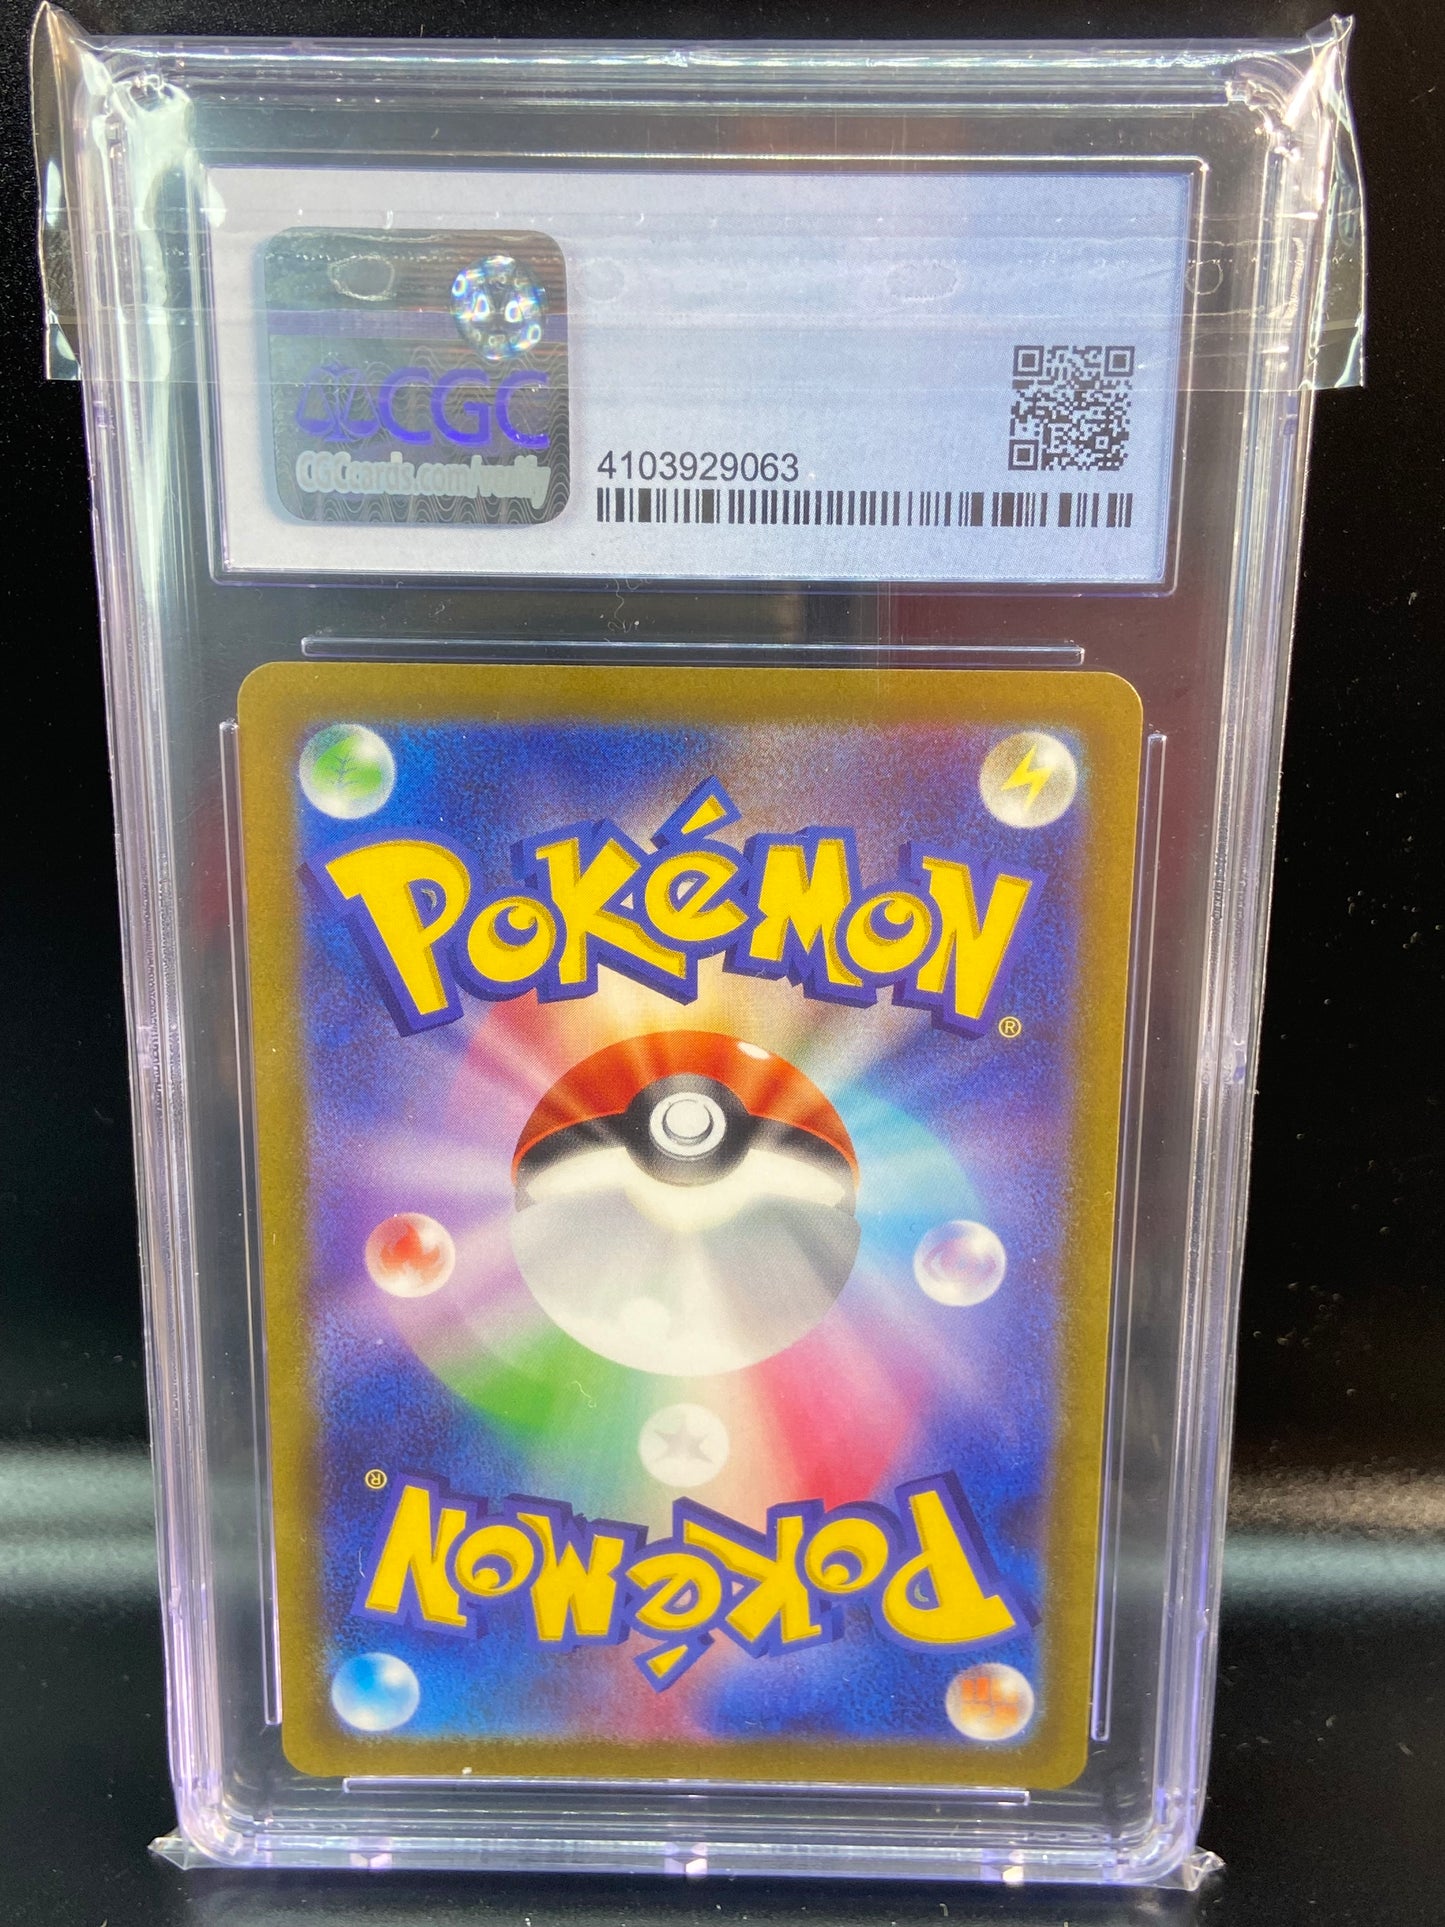 CGC
CGCcards.com/verify
4103929063
POKéMON
®
®
POKéMON